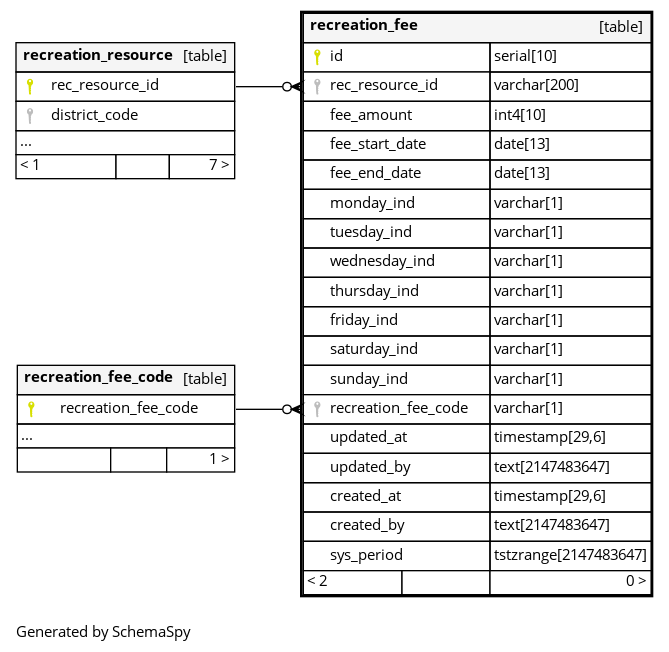 recreation_resource [table]
rec_resource_id
district_code
...
< 1 7 >
recreation_fee_code [table]
recreation_fee_code
...
1 >
recreation_fee [table]
id serial[10]
rec_resource_id varchar[200]
fee_amount int4[10]
fee_start_date date[13]
fee_end_date date[13]
monday_ind varchar[1]
tuesday_ind varchar[1]
wednesday_ind varchar[1]
thursday_ind varchar[1]
friday_ind varchar[1]
saturday_ind varchar[1]
sunday_ind varchar[1]
recreation_fee_code varchar[1]
updated_at timestamp[29,6]
updated_by text[2147483647]
created_at timestamp[29,6]
created_by text[2147483647]
sys_period tstzrange[2147483647]
< 2 0 >
Generated by SchemaSpy